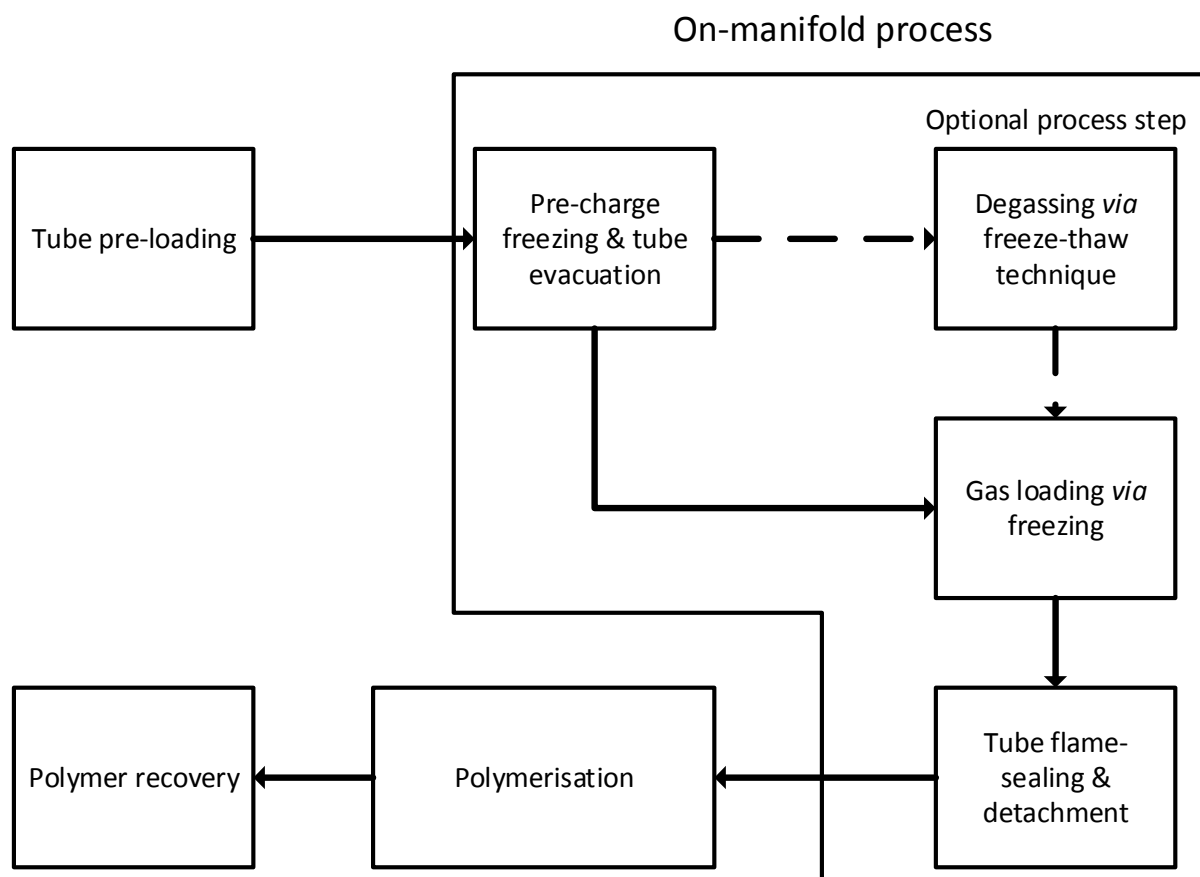 On-manifold process
Optional process step
Tube pre-loading
Pre-charge
freezing & tube
evacuation
Degassing via
freeze-thaw
technique
Gas loading via
freezing
Polymer recovery
Polymerisation
Tube flame-
sealing &
detachment